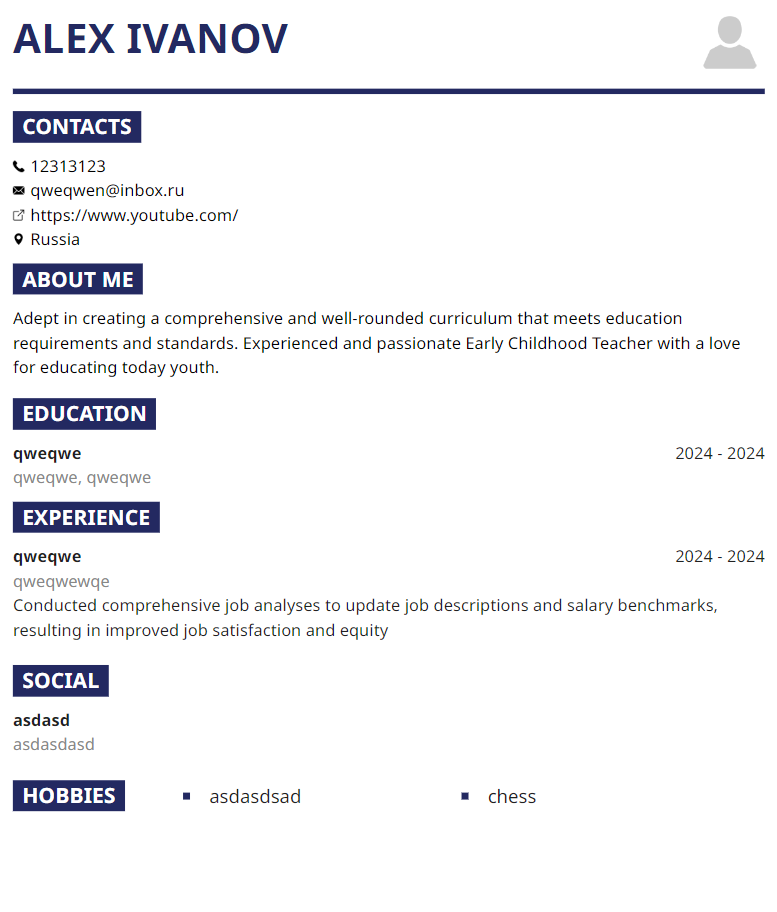 ALEX IVANOV
CONTACTS
12313123
qweqwen@inbox.ru
https://www.youtube.com/
Russia
ABOUT ME
Adept in creating a comprehensive and well-rounded curriculum that meets education
requirements and standards. Experienced and passionate Early Childhood Teacher with a love
for educating today youth.
EDUCATION
qweqwe 2024 - 2024
qweqwe, qweqwe
EXPERIENCE
qweqwe 2024 - 2024
qweqwewqe
Conducted comprehensive job analyses to update job descriptions and salary benchmarks,
resulting in improved job satisfaction and equity
SOCIAL
asdasd
asdasdasd
HOBBIES asdasdsad chess